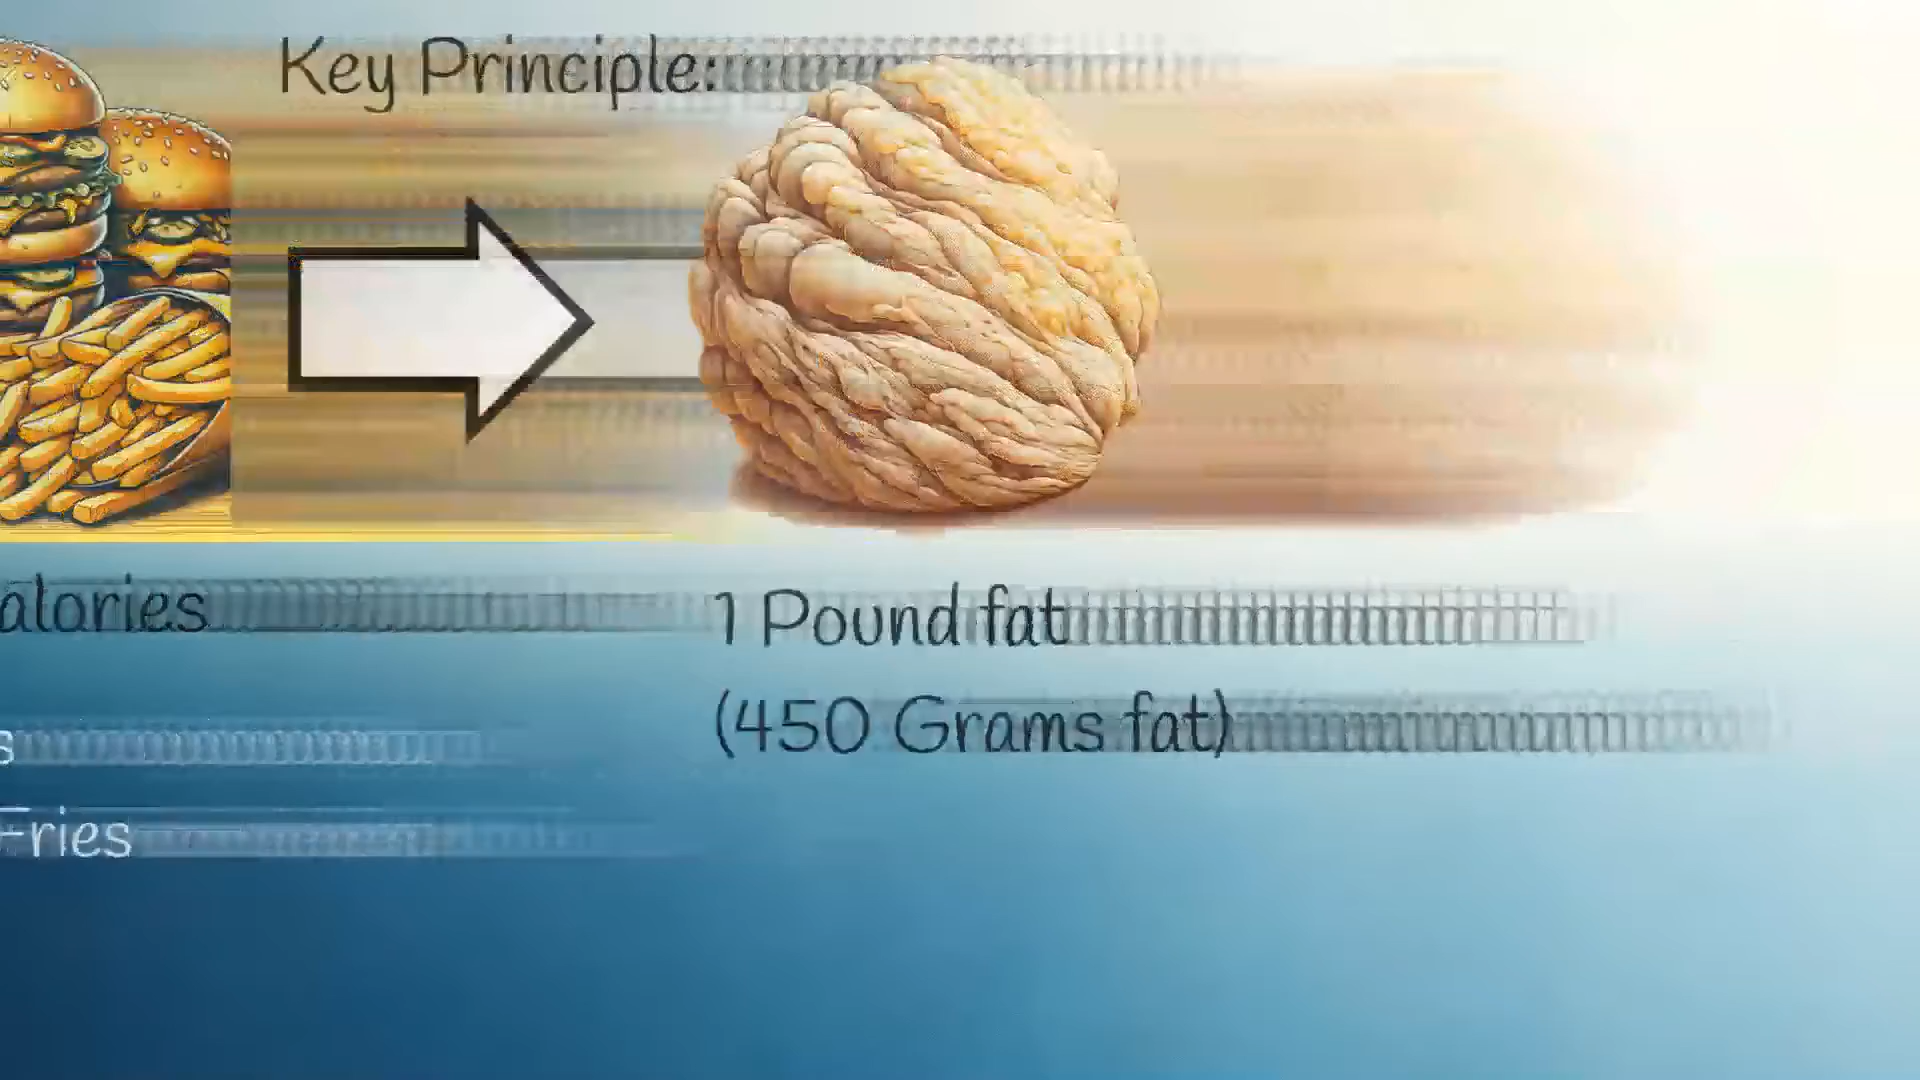 Key Principle:
alories
1 Pound fat
(450 Grams fat)
s
Fries